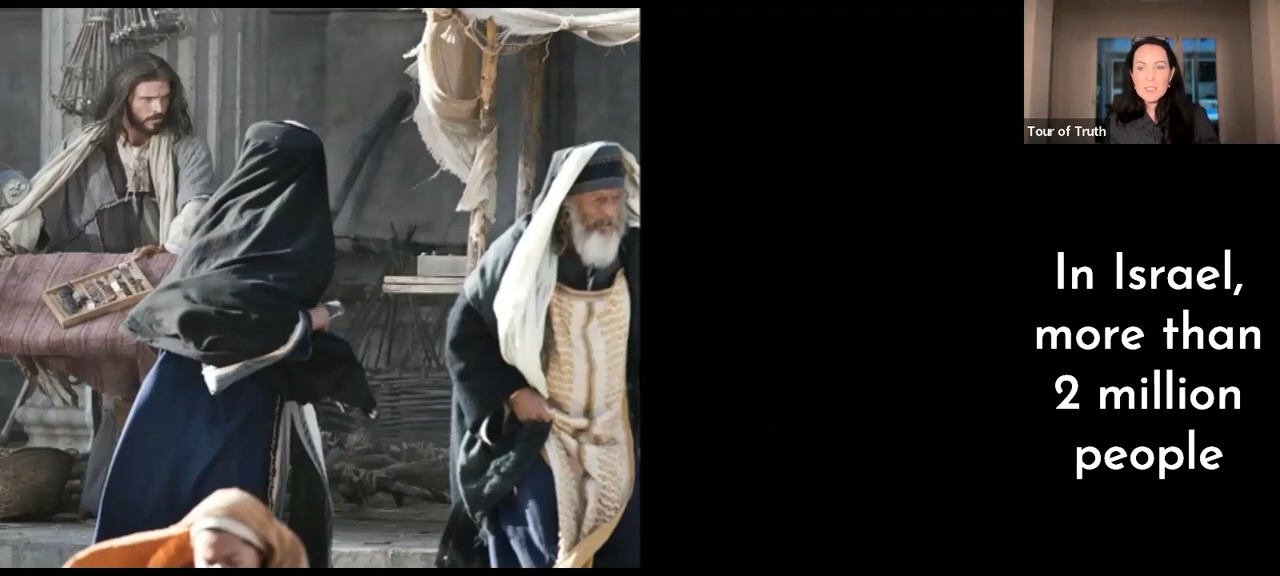 Tour of Truth
In Israel,
more than
2 million
people